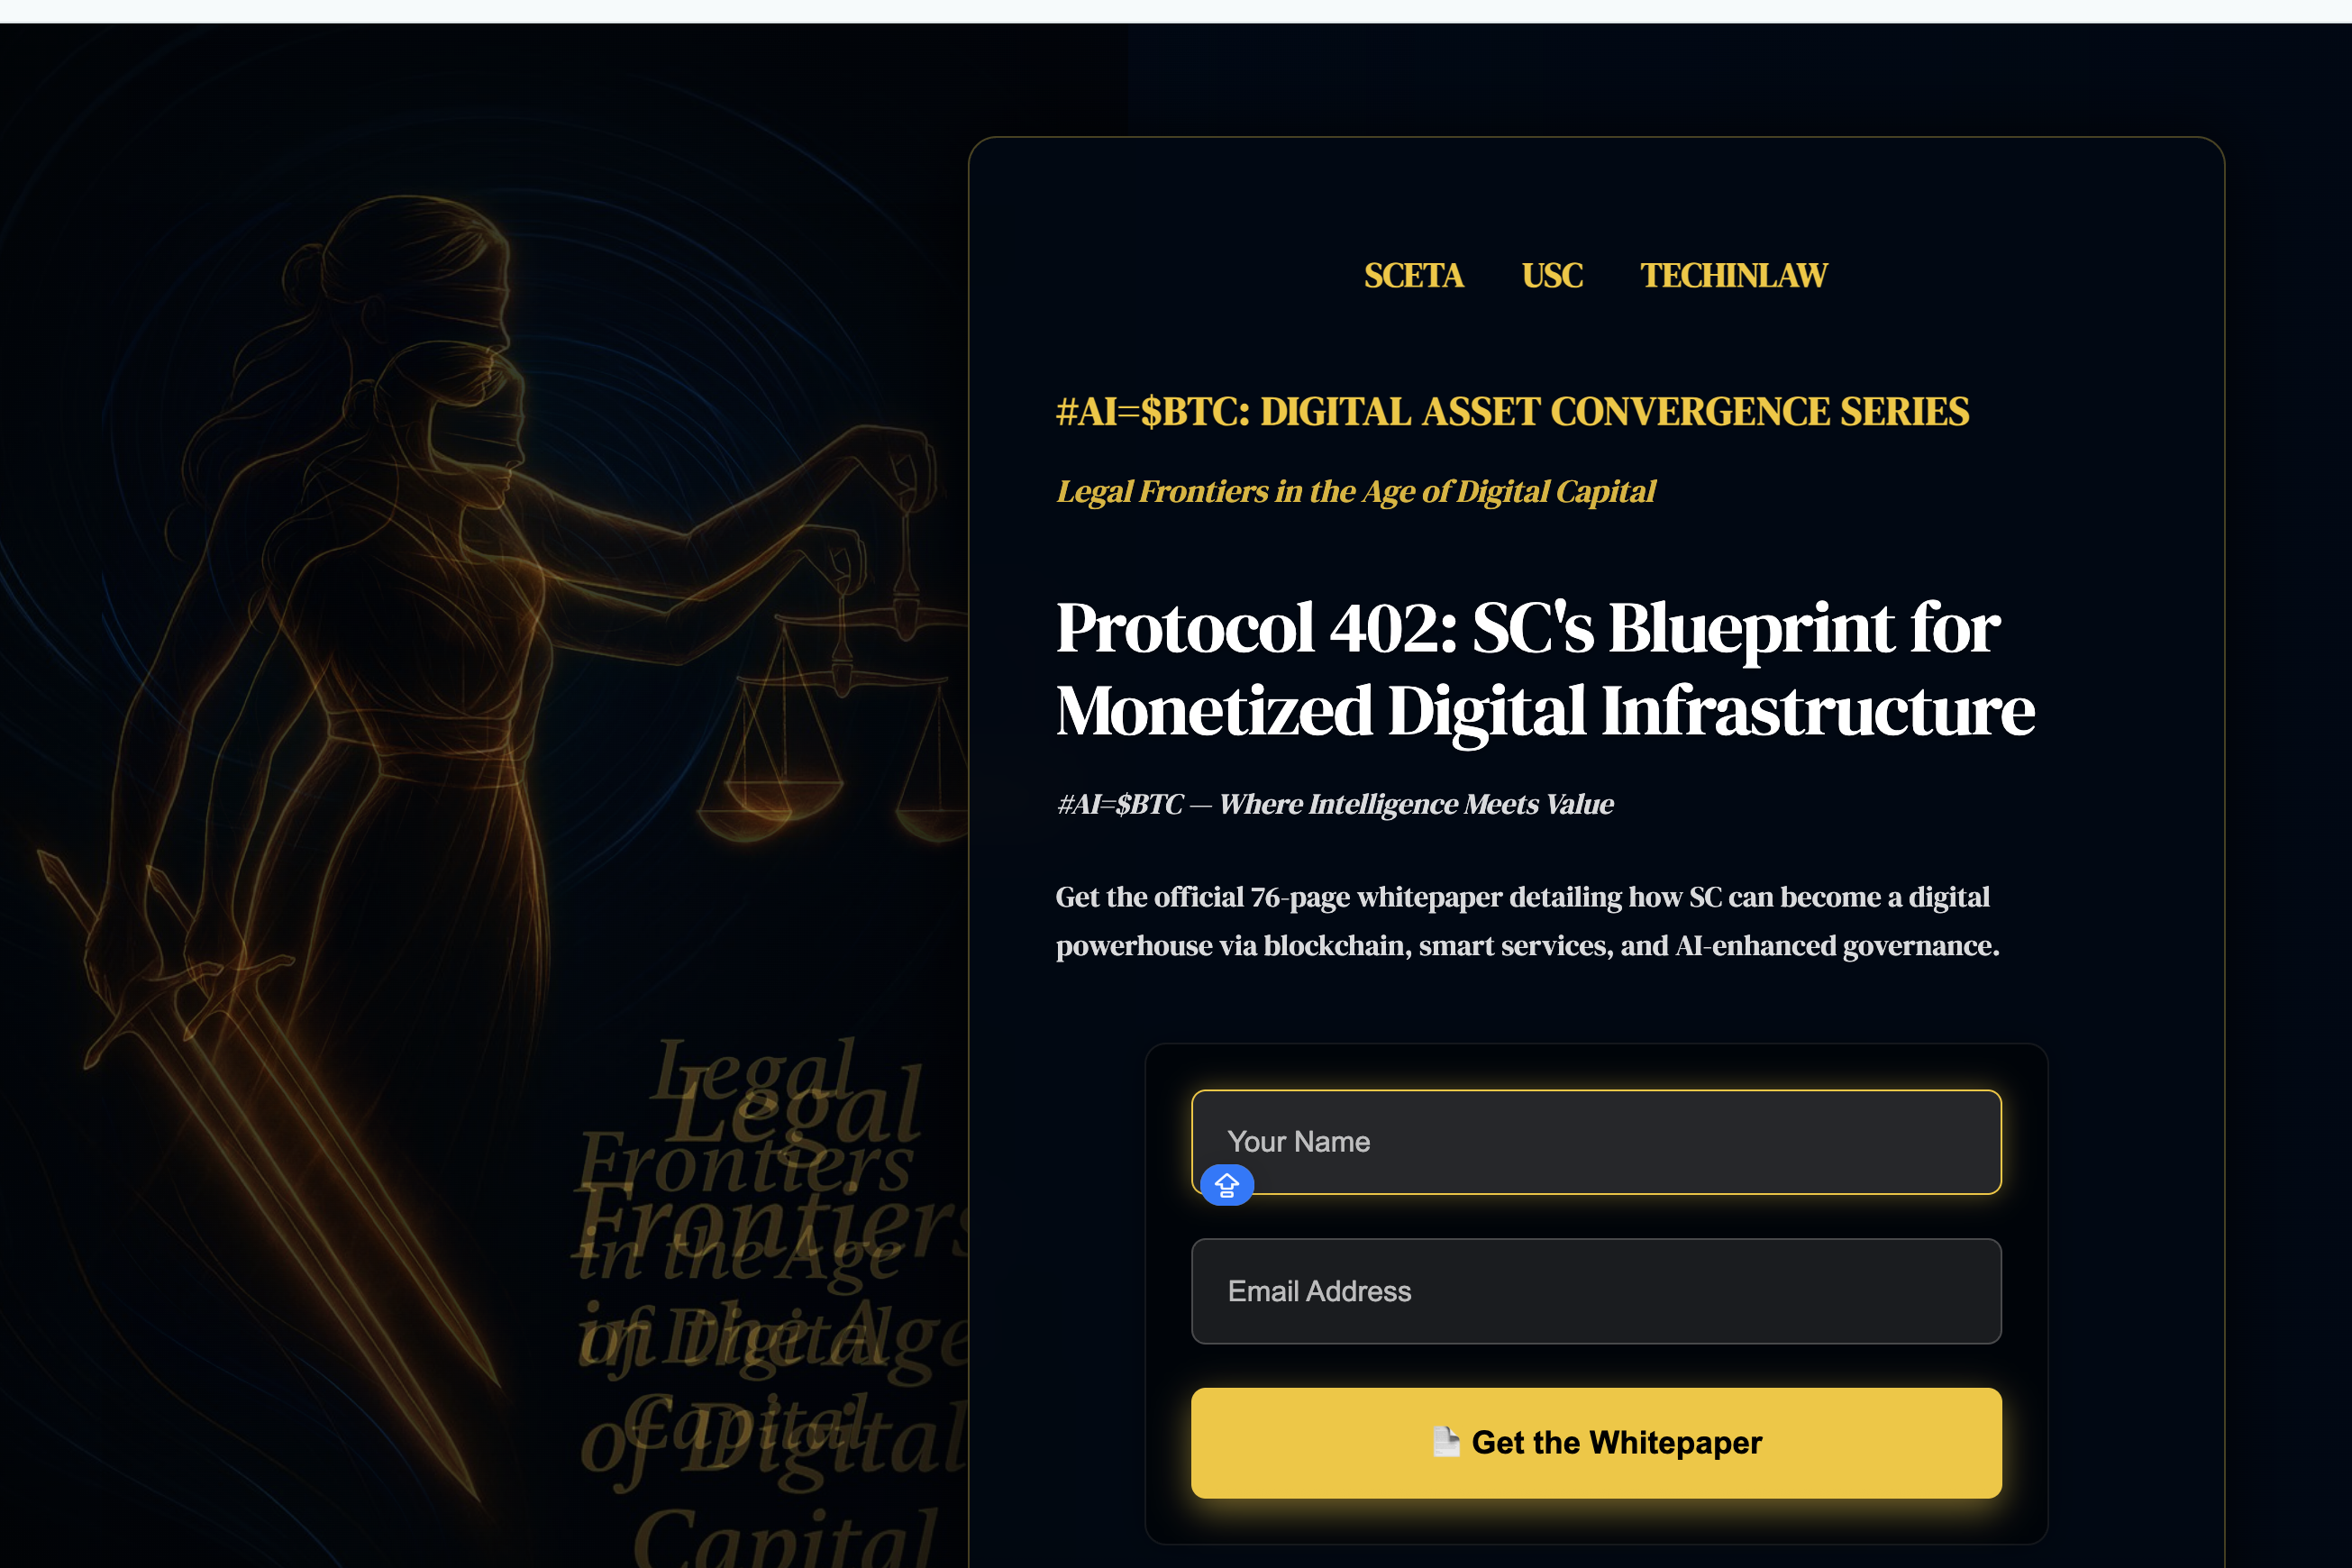 SCETA USC TECHINLAW
#AI=$BTC: DIGITAL ASSET CONVERGENCE SERIES
Legal Frontiers in the Age of Digital Capital
Protocol 402: SC's Blueprint for
Monetized Digital Infrastructure
#AI=$BTC — Where Intelligence Meets Value
Get the official 76-page whitepaper detailing how SC can become a digital
powerhouse via blockchain, smart services, and AI-enhanced governance.
Your Name
Email Address
Get the Whitepaper
Legal
Frontiers
in the Age
of Digital
Capital
Legal
Frontiers
in the Age
of Digital
Capital